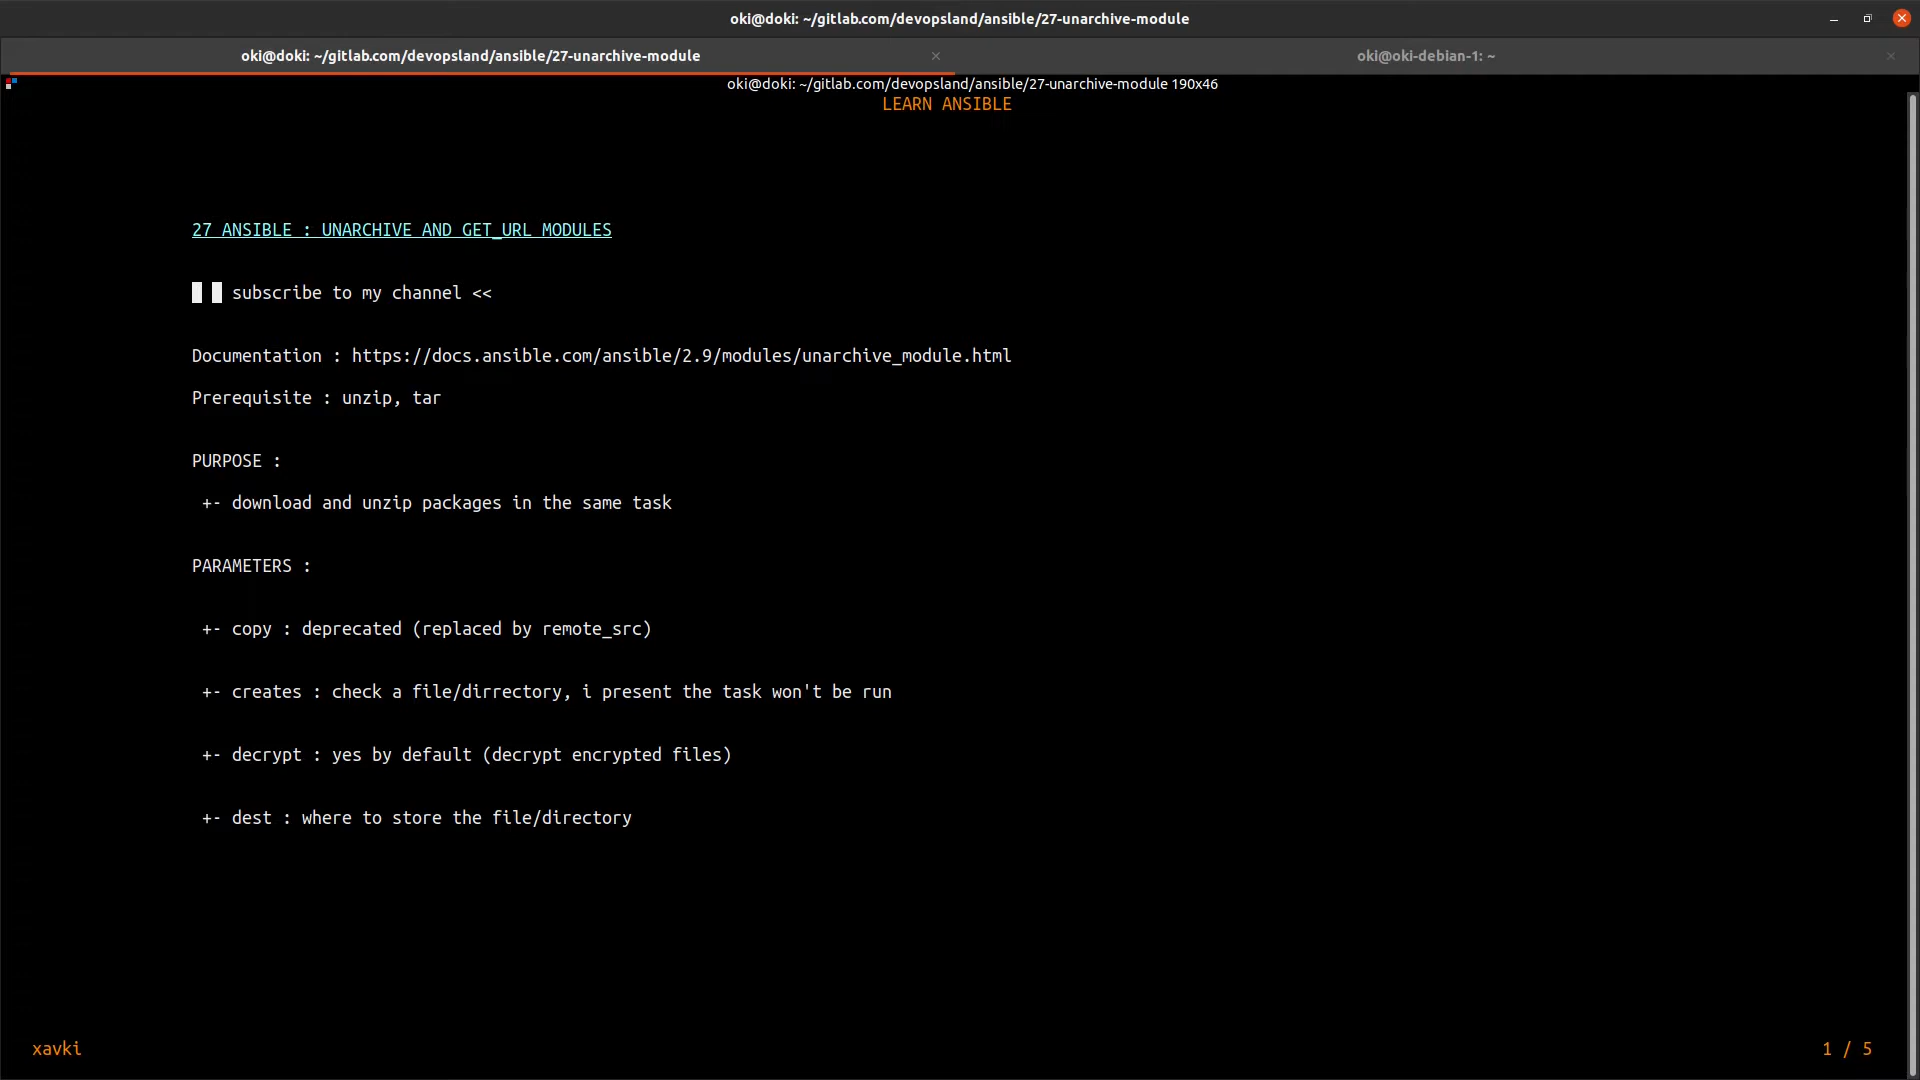 oki@doki: ~/gitlab.com/devopsland/ansible/27-unarchive-module
oki@doki: ~/gitlab.com/devopsland/ansible/27-unarchive-module
oki@oki-debian-1: ~
oki@doki: ~/gitlab.com/devopsland/ansible/27-unarchive-module 190x46
LEARN ANSIBLE
27 ANSIBLE : UNARCHIVE AND GET_URL MODULES
subscribe to my channel <<
Documentation : https://docs.ansible.com/ansible/2.9/modules/unarchive_module.html
Prerequisite : unzip, tar
PURPOSE :
+- download and unzip packages in the same task
PARAMETERS :
+- copy : deprecated (replaced by remote_src)
+- creates : check a file/dirrectory, i present the task won't be run
+- decrypt : yes by default (decrypt encrypted files)
+- dest : where to store the file/directory
xavki
1 / 5